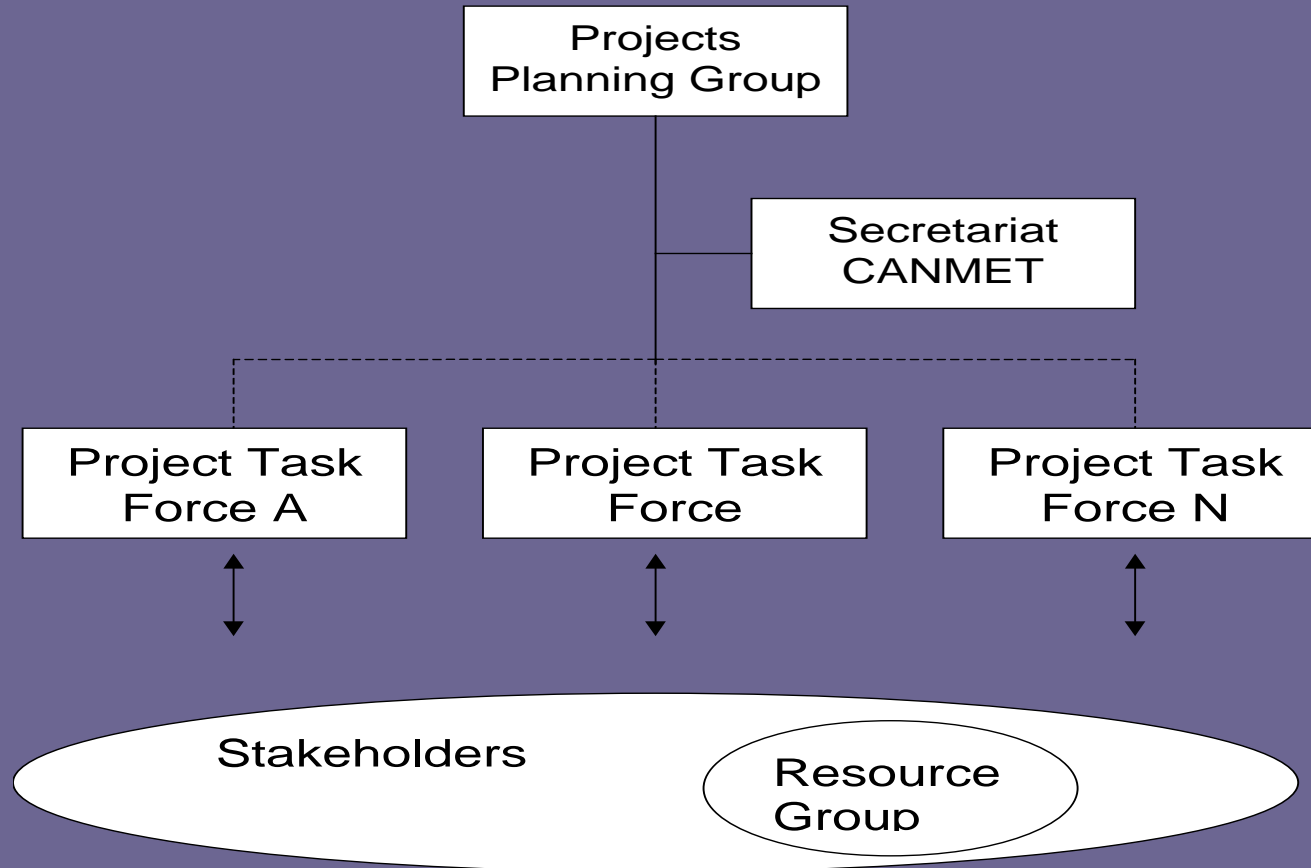 Projects
Planning Group
Secretariat
CANMET
Project Task
Force A
Project Task
Force
Project Task
Force N
Stakeholders
Resource
Group